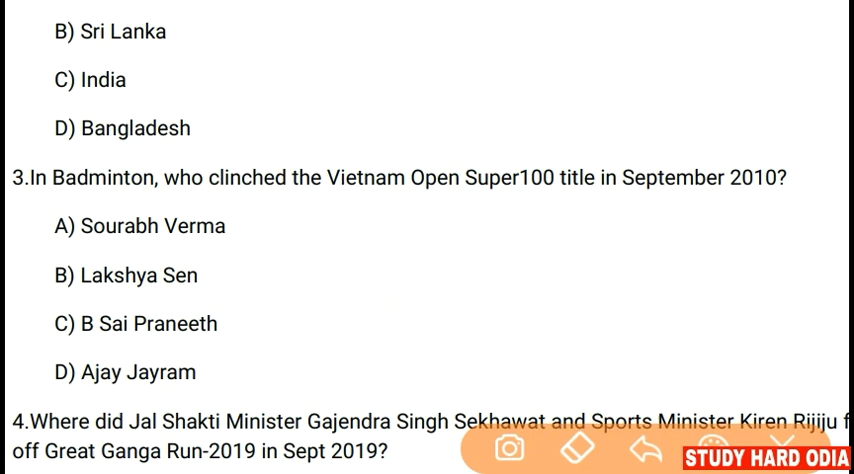 B) Sri Lanka
C) India
D) Bangladesh
3.In Badminton, who clinched the Vietnam Open Super100 title in September 2010?
A) Sourabh Verma
B) Lakshya Sen
C) B Sai Praneeth
D) Ajay Jayram
4.Where did Jal Shakti Minister Gajendra Singh Sekhawat and Sports Minister Kiren Rijiju
off Great Ganga Run-2019 in Sept 2019?
STUDY HARD ODIA